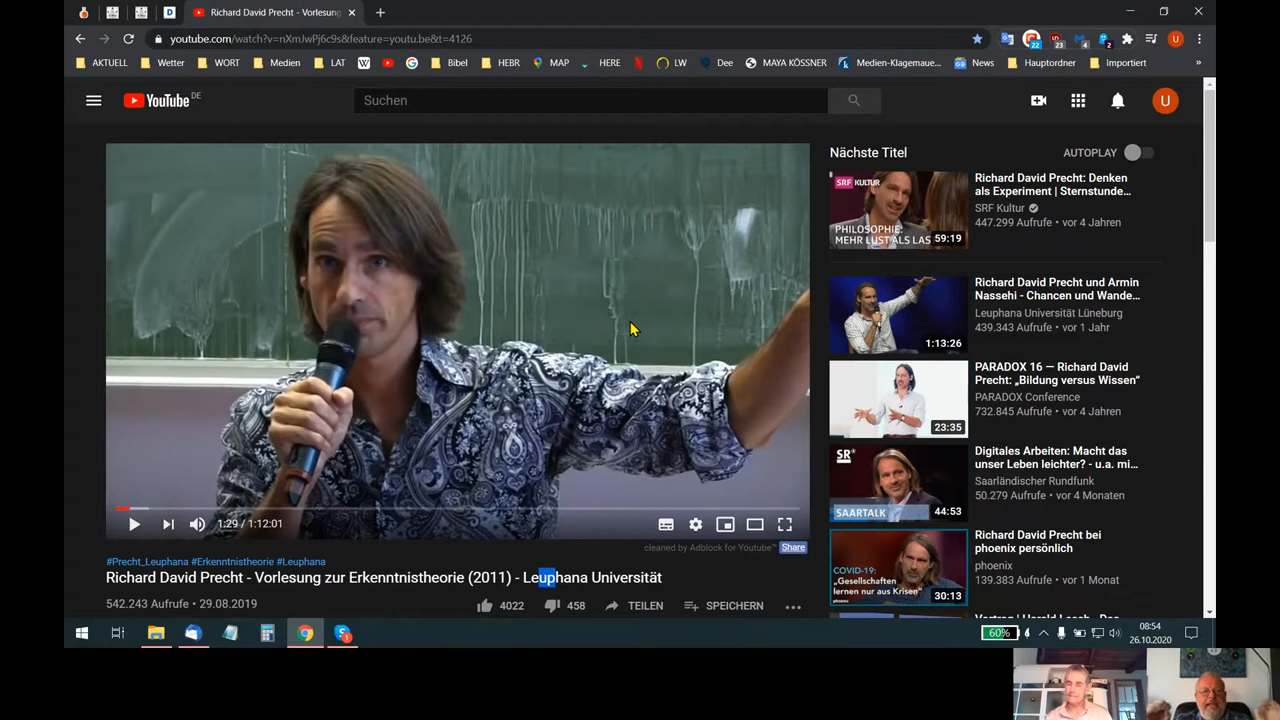 Richard David Precht - Vorlesung
youtube.com/watch?v=nXmJwPj6c9s&feature=youtu.be&t=4126
22
23
4
2
U
AKTUELL
Wetter
WORT
Medien
LAT
W
G
Bibel
HEBR
MAP
HERE
N
LW
Dee
MAYA KÖSSNER
Medien-Klagemaue...
News
Hauptordner
Importiert
»
YouTube DE
Suchen
U
Nächste Titel
AUTOPLAY
SRF KULTUR
PHILOSOPHIE:
MEHR LUST ALS LAS
59:19
Richard David Precht: Denken
als Experiment | Sternstunde...
SRF Kultur
447.299 Aufrufe • vor 4 Jahren
1:13:26
Richard David Precht und Armin
Nassehi - Chancen und Wande...
Leuphana Universität Lüneburg
439.343 Aufrufe • vor 1 Jahr
23:35
PARADOX 16 — Richard David
Precht: „Bildung versus Wissen“
PARADOX Conference
732.845 Aufrufe • vor 4 Jahren
SR
SAARTALK
44:53
Digitales Arbeiten: Macht das
unser Leben leichter? - u.a. mi...
Saarländischer Rundfunk
50.279 Aufrufe • vor 4 Monaten
COVID-19:
„Gesellschaften
lernen nur aus Krisen“
30:13
Richard David Precht bei
phoenix persönlich
phoenix
139.383 Aufrufe • vor 1 Monat
1:29 / 1:12:01
cleaned by Adblock for Youtube™
Share
#Precht_Leuphana #Erkenntnistheorie #Leuphana
Richard David Precht - Vorlesung zur Erkenntnistheorie (2011) - Leuphana Universität
542.243 Aufrufe • 29.08.2019
4022
458
TEILEN
SPEICHERN
60%
08:54
26.10.2020